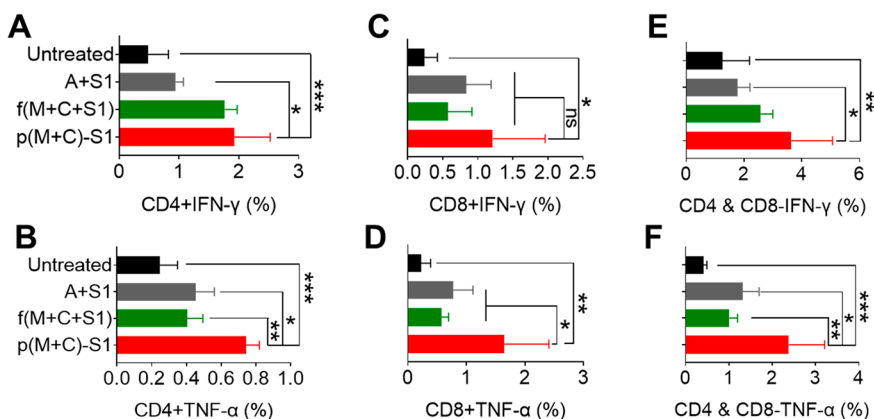 A
Untreated
A+S1
f(M+C+S1)
p(M+C)-S1
*
***
0 1 2 3
CD4+IFN-γ (%)
C
ns
*
0.0 0.5 1.0 1.5 2.0 2.5
CD8+IFN-γ (%)
E
*
**
0 2 4 6
CD4 & CD8-IFN-γ (%)
B
Untreated
A+S1
f(M+C+S1)
p(M+C)-S1
**
*
***
0.0 0.2 0.4 0.6 0.8 1.0
CD4+TNF-α (%)
D
*
**
0 1 2 3
CD8+TNF-α (%)
F
**
*
***
0 1 2 3 4
CD4 & CD8-TNF-α (%)